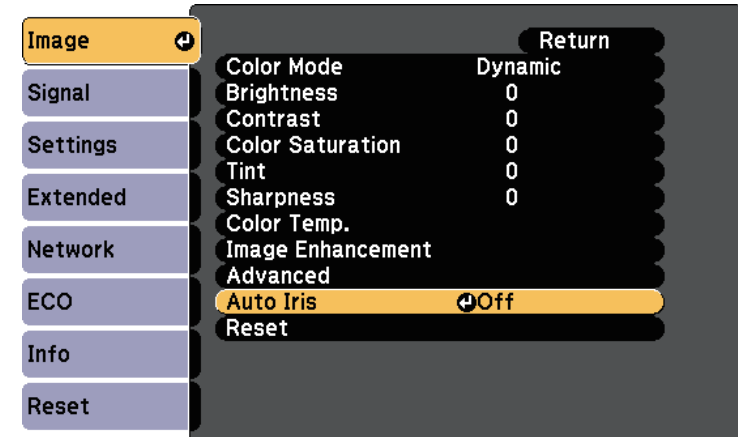 Image
Signal
Settings
Extended
Network
ECO
Info
Reset
Return
Color Mode Dynamic
Brightness 0
Contrast 0
Color Saturation 0
Tint 0
Sharpness 0
Color Temp.
Image Enhancement
Advanced
Auto Iris Off
Reset